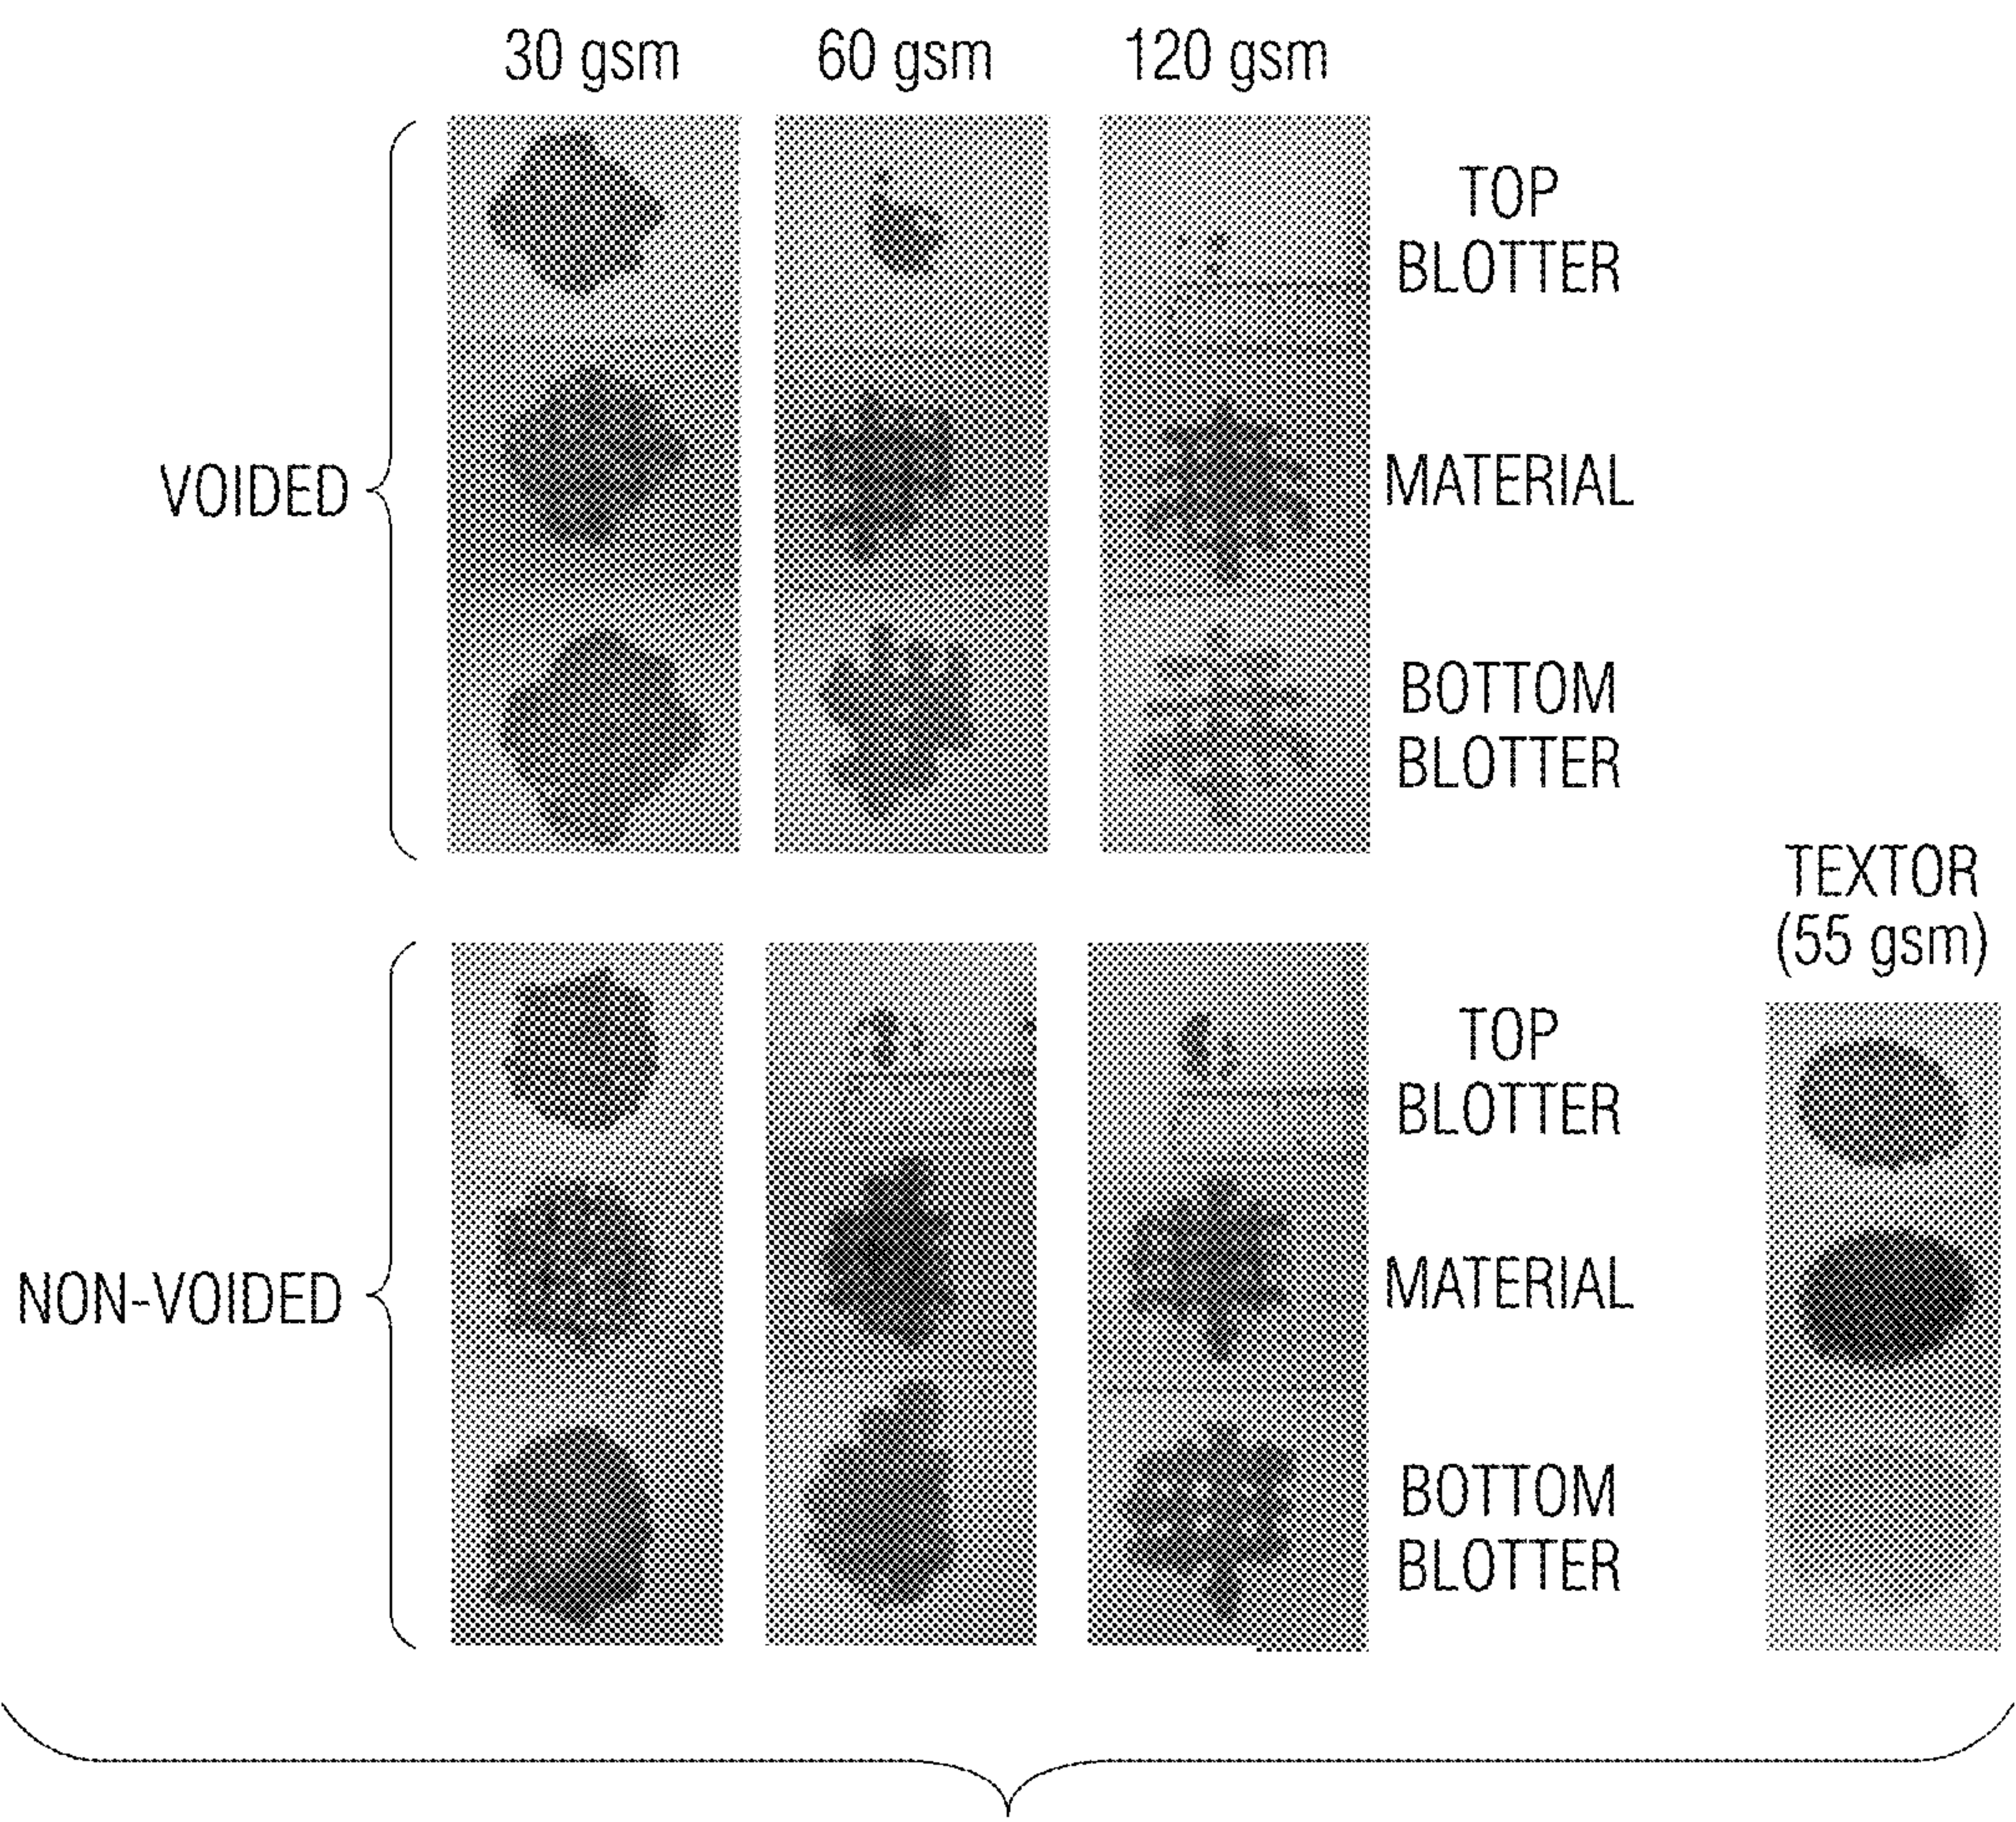 30 gsm
60 gsm
120 gsm
VOIDED
TOP
BLOTTER
MATERIAL
BOTTOM
BLOTTER
NON-VOIDED
TOP
BLOTTER
MATERIAL
BOTTOM
BLOTTER
TEXTOR
(55 gsm)